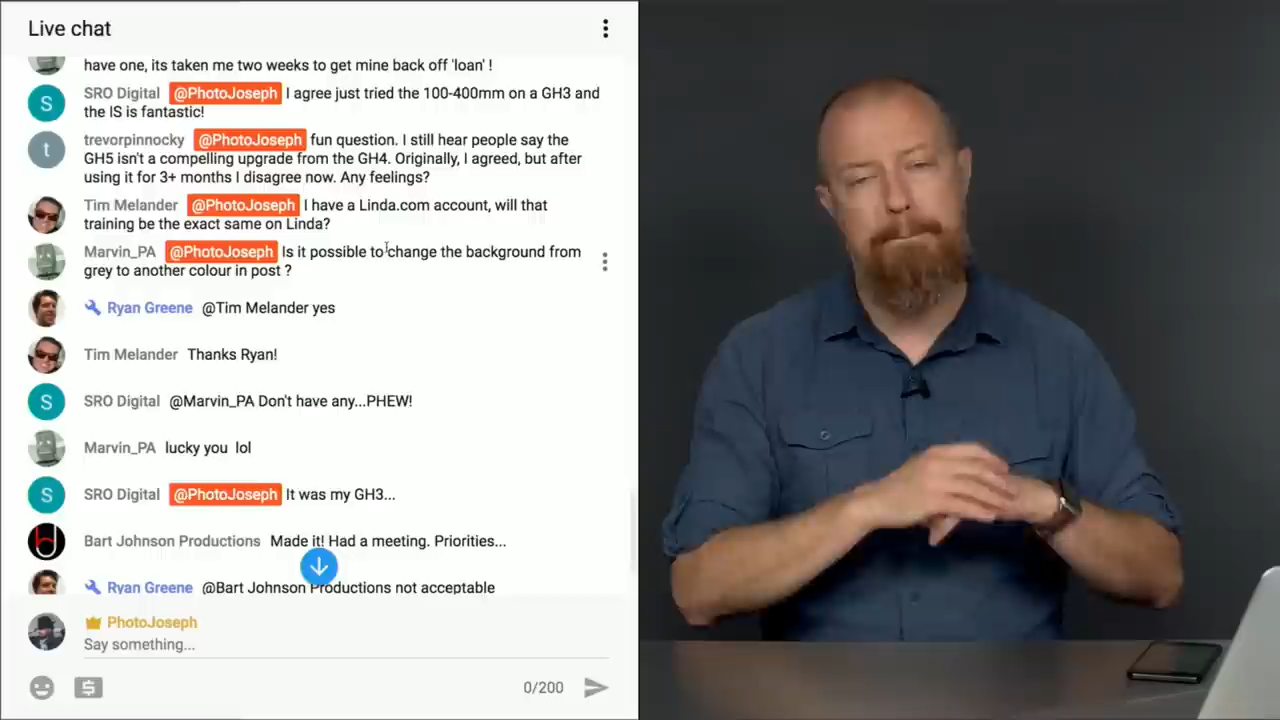 Live chat
have one, its taken me two weeks to get mine back off 'loan' !
S
SRO Digital @PhotoJoseph I agree just tried the 100-400mm on a GH3 and
the IS is fantastic!
t
trevorpinnocky @PhotoJoseph fun question. I still hear people say the
GH5 isn't a compelling upgrade from the GH4. Originally, I agreed, but after
using it for 3+ months I disagree now. Any feelings?
Tim Melander @PhotoJoseph I have a Linda.com account, will that
training be the exact same on Linda?
Marvin_PA @PhotoJoseph Is it possible to change the background from
grey to another colour in post ?
Ryan Greene @Tim Melander yes
Tim Melander Thanks Ryan!
S
SRO Digital @Marvin_PA Don't have any...PHEW!
Marvin_PA lucky you lol
S
SRO Digital @PhotoJoseph It was my GH3...
Bart Johnson Productions Made it! Had a meeting. Priorities...
Ryan Greene @Bart Johnson Productions not acceptable
PhotoJoseph
Say something...
0/200